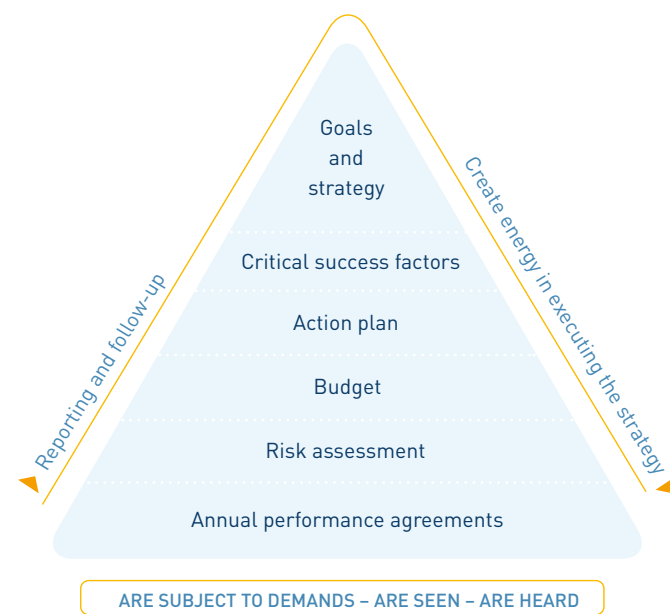 Goals
and
strategy
Critical success factors
Action plan
Budget
Risk assessment
Annual performance agreements
Reporting and follow-up
Create energy in executing the strategy
ARE SUBJECT TO DEMANDS – ARE SEEN – ARE HEARD